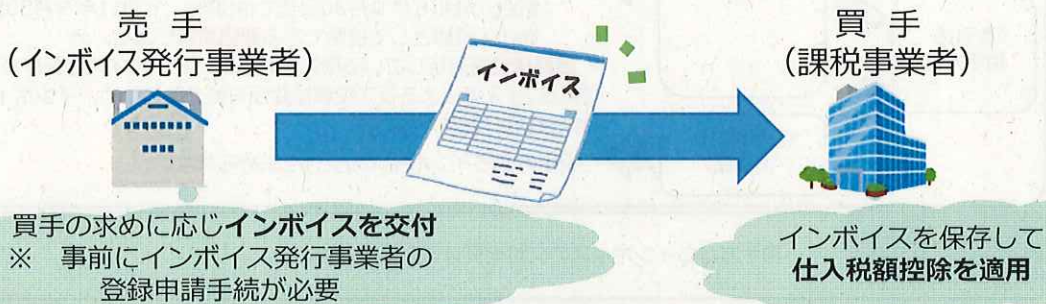 売 手
(インボイス発行事業者)
インボイス
買 手
(課税事業者)
買手の求めに応じインボイスを交付
※ 事前にインボイス発行事業者の
登録申請手続が必要
インボイスを保存して
仕入税額控除を適用